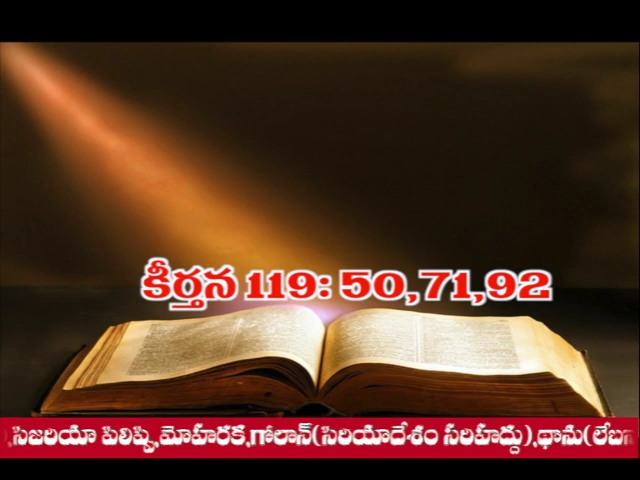 కీర్తన 119: 50,71,92
,సిజరియా పిలిప్పి,మోహరక,గోలాన్(సిరియాదేశం సరిహద్దు),థాను(